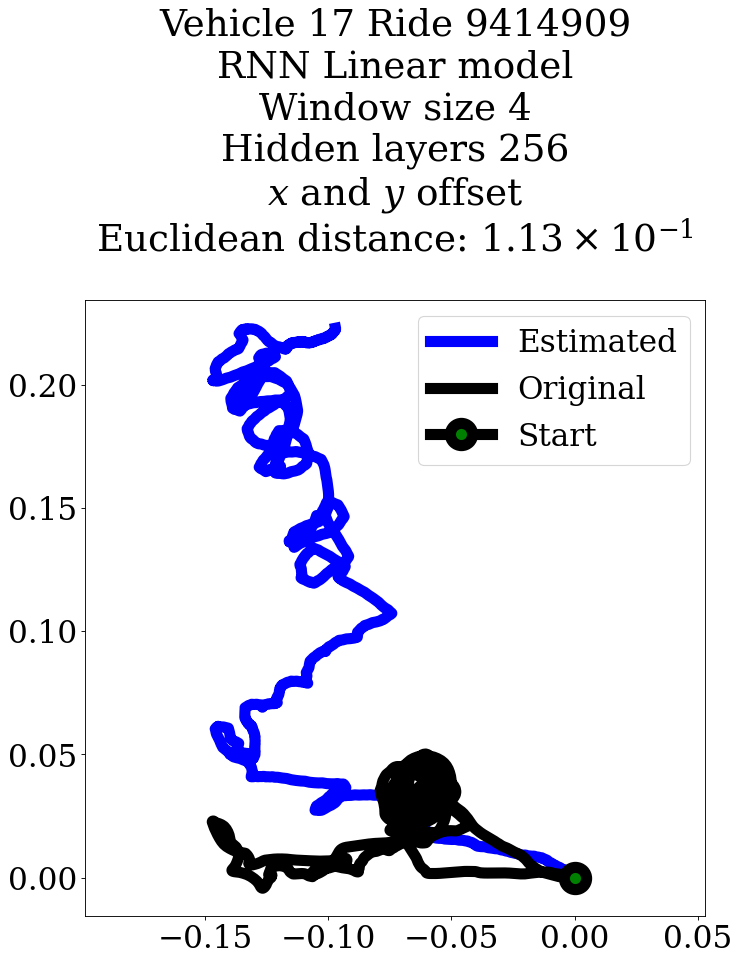 Vehicle 17 Ride 9414909
RNN Linear model
Window size 4
Hidden layers 256
x and y offset
Euclidean distance: 1.13 × 10⁻¹
Estimated
Original
Start
0.20
0.15
0.10
0.05
0.00
−0.15 −0.10 −0.05 0.00 0.05